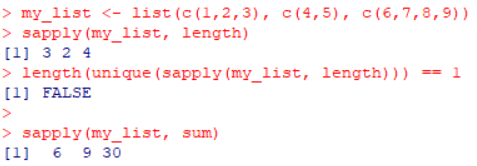 > my_list <- list(c(1,2,3), c(4,5), c(6,7,8,9))
> sapply(my_list, length)
[1] 3 2 4
> length(unique(sapply(my_list, length))) == 1
[1] FALSE
>
> sapply(my_list, sum)
[1]  6  9 30